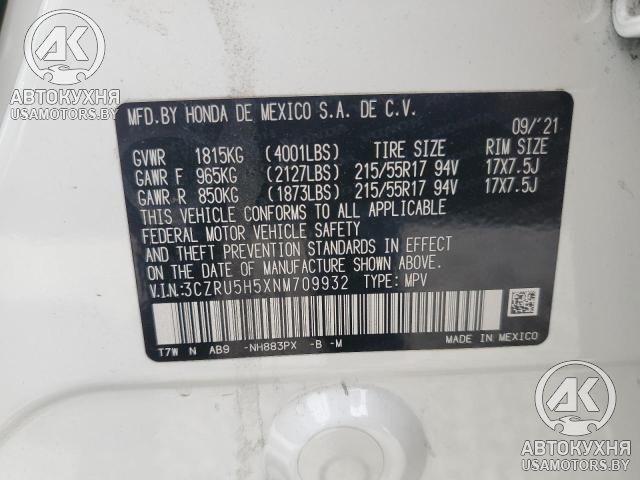 АК
АВТОКУХНЯ
USAMOTORS.BY
MFD.BY HONDA DE MEXICO S.A. DE C.V.
09/'21
GVWR 1815KG (4001LBS) TIRE SIZE RIM SIZE
GAWR F 965KG (2127LBS) 215/55R17 94V 17X7.5J
GAWR R 850KG (1873LBS) 215/55R17 94V 17X7.5J
THIS VEHICLE CONFORMS TO ALL APPLICABLE
FEDERAL MOTOR VEHICLE SAFETY
AND THEFT PREVENTION STANDARDS IN EFFECT
ON THE DATE OF MANUFACTURE SHOWN ABOVE.
V.I.N.:3CZRU5H5XNM709932 TYPE: MPV
T7W N AB9 -NH883PX -B -M
MADE IN MEXICO
АК
АВТОКУХНЯ
USAMOTORS.BY